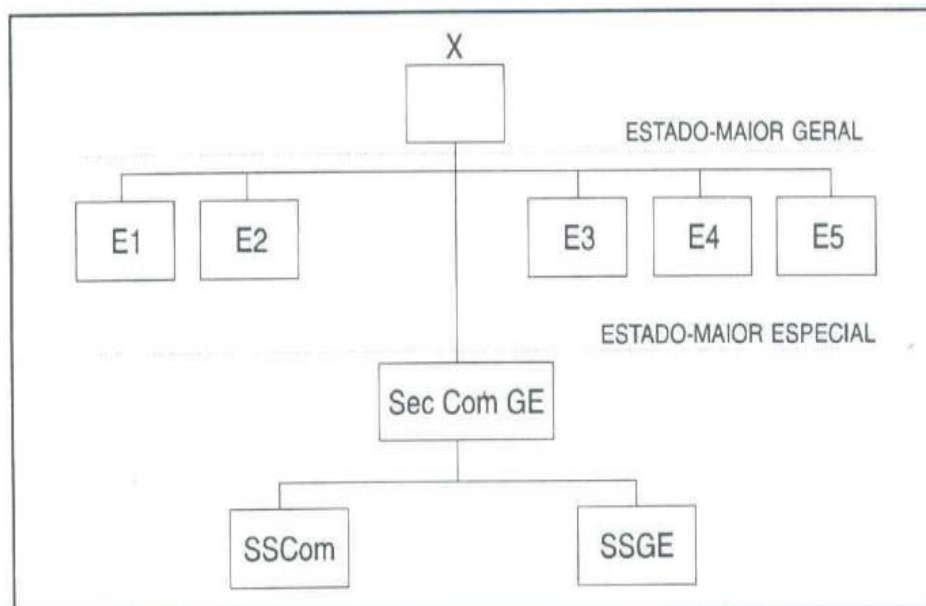 X
ESTADO-MAIOR GERAL
E1 E2 E3 E4 E5
ESTADO-MAIOR ESPECIAL
Sec Com GE
SSCom SSGE